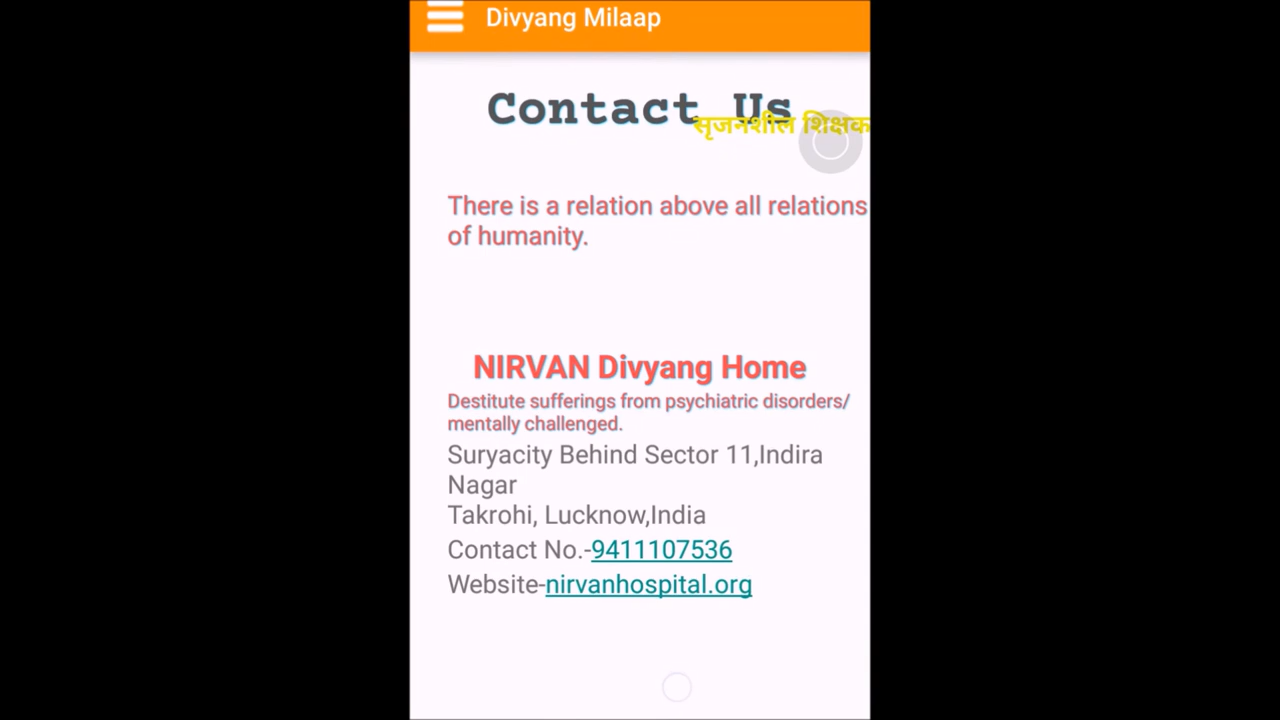 Divyang Milaap
Contact Us
सृजनशील शिक्षक
There is a relation above all relations
of humanity.
NIRVAN Divyang Home
Destitute sufferings from psychiatric disorders/
mentally challenged.
Suryacity Behind Sector 11,Indira
Nagar
Takrohi, Lucknow,India
Contact No.-9411107536
Website-nirvanhospital.org